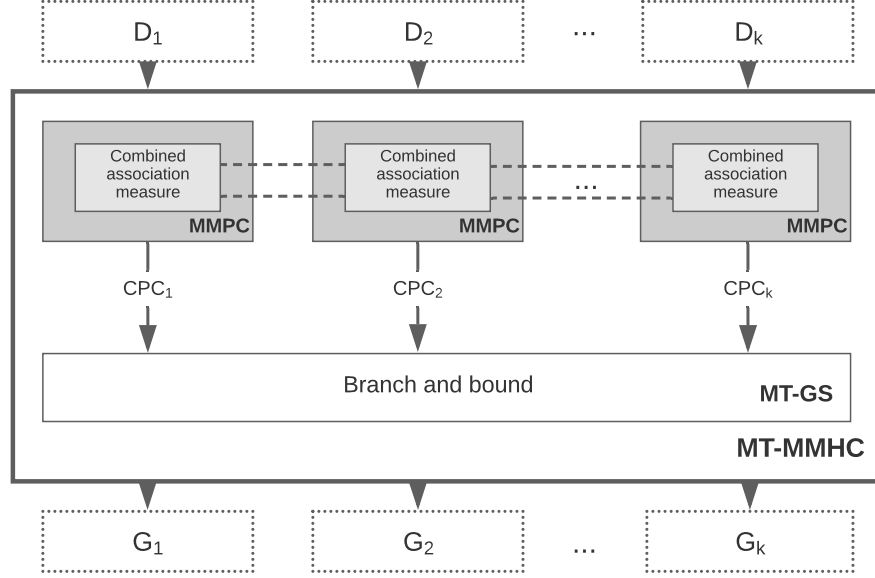 D₁ D₂ ... Dₖ
Combined association measure
Combined association measure
...
Combined association measure
MMPC MMPC MMPC
CPC₁ CPC₂ CPCₖ
Branch and bound
MT-GS
MT-MMHC
G₁ G₂ ... Gₖ